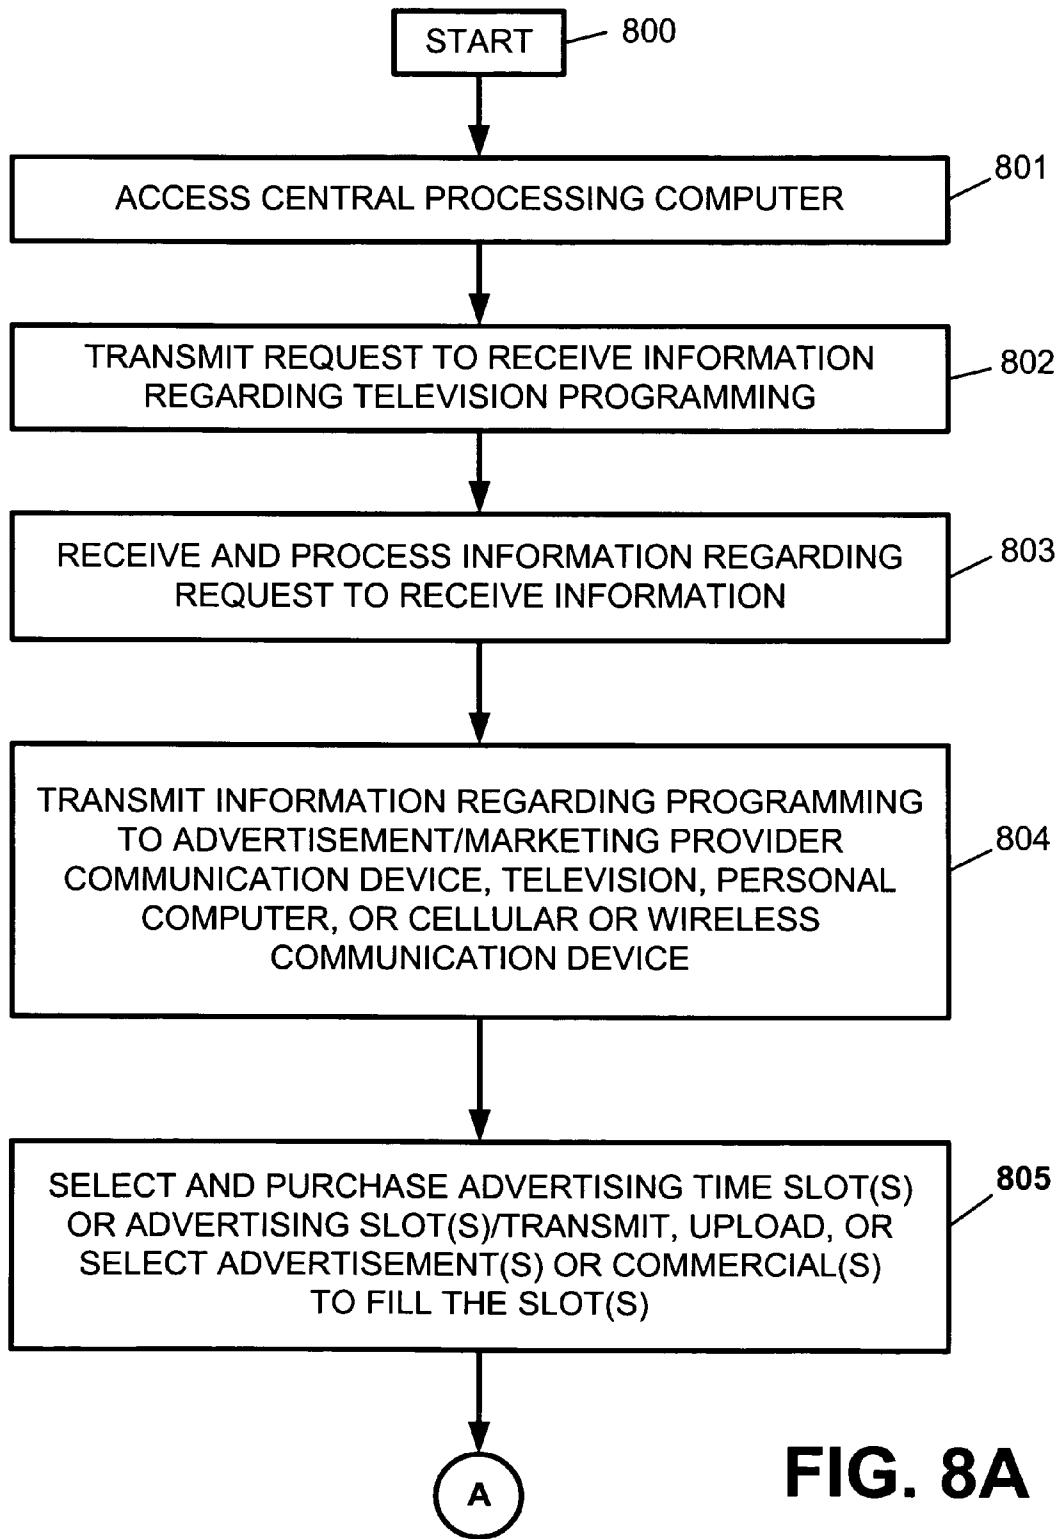 START
800
ACCESS CENTRAL PROCESSING COMPUTER
801
TRANSMIT REQUEST TO RECEIVE INFORMATION
REGARDING TELEVISION PROGRAMMING
802
RECEIVE AND PROCESS INFORMATION REGARDING
REQUEST TO RECEIVE INFORMATION
803
TRANSMIT INFORMATION REGARDING PROGRAMMING
TO ADVERTISEMENT/MARKETING PROVIDER
COMMUNICATION DEVICE, TELEVISION, PERSONAL
COMPUTER, OR CELLULAR OR WIRELESS
COMMUNICATION DEVICE
804
SELECT AND PURCHASE ADVERTISING TIME SLOT(S)
OR ADVERTISING SLOT(S)/TRANSMIT, UPLOAD, OR
SELECT ADVERTISEMENT(S) OR COMMERCIAL(S)
TO FILL THE SLOT(S)
805
A
FIG. 8A